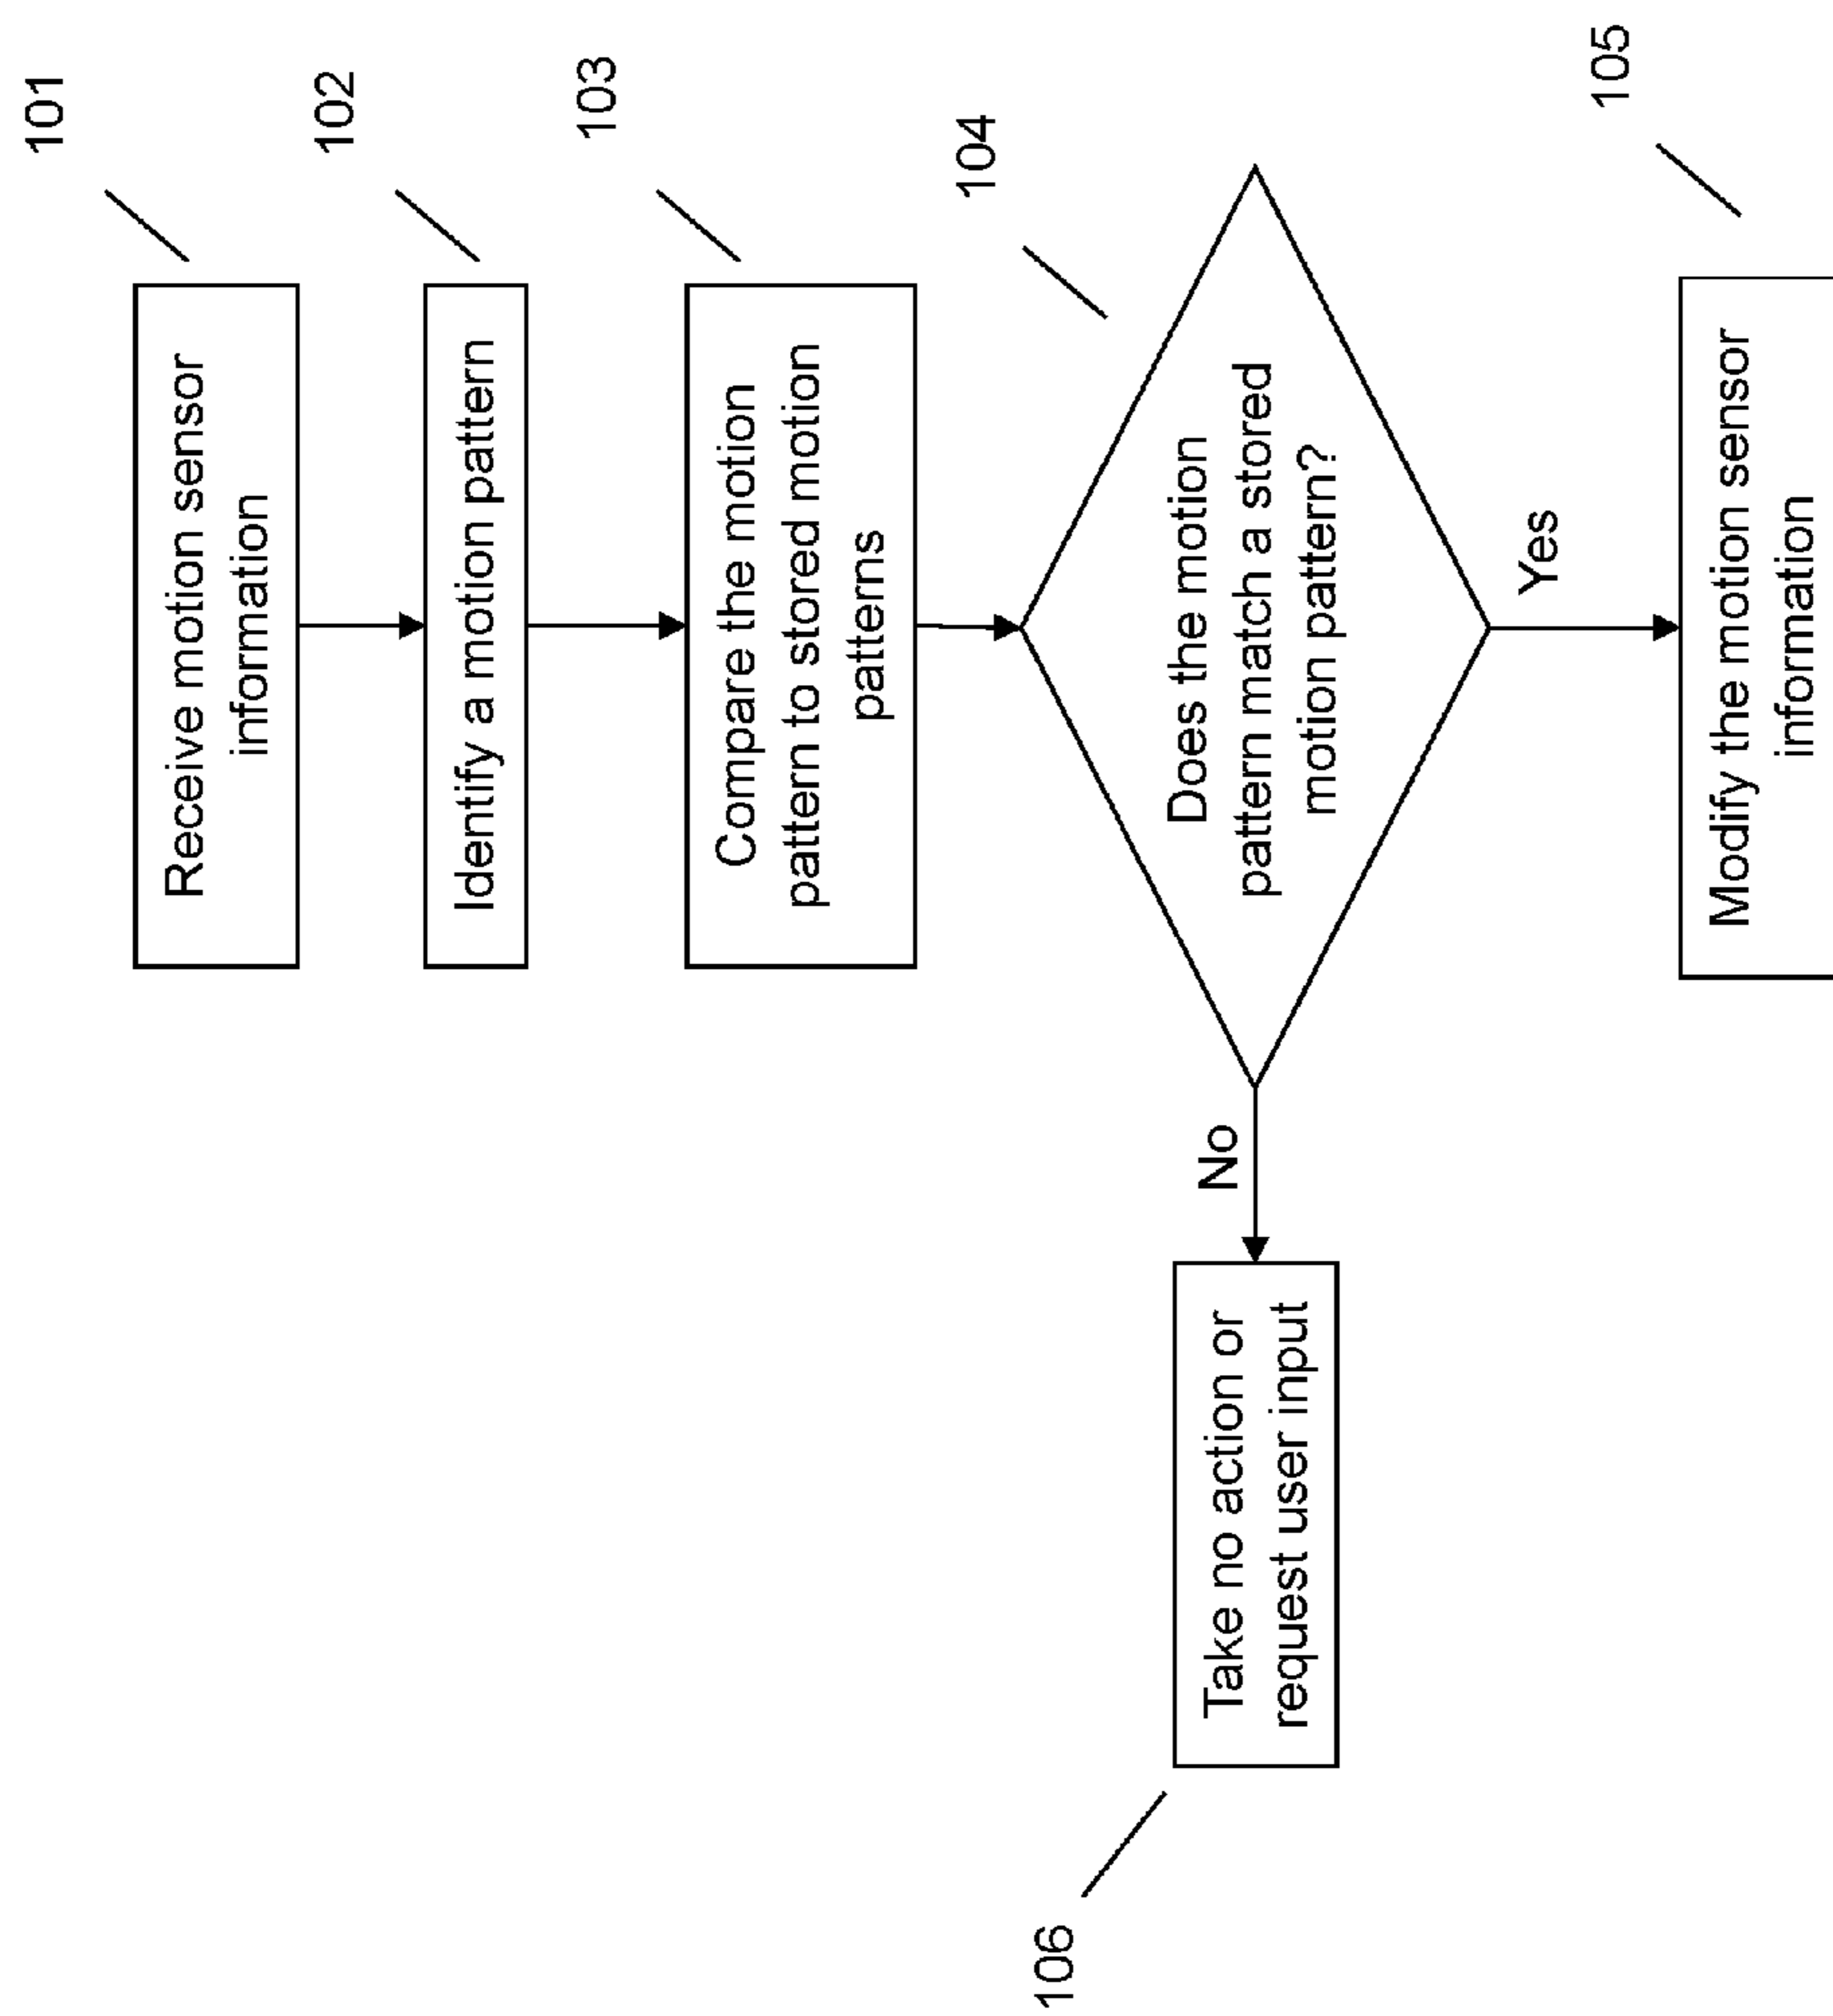 101
Receive motion sensor
information
102
Identify a motion pattern
103
Compare the motion
pattern to stored motion
patterns
104
Does the motion
pattern match a stored
motion pattern?
No
Yes
106
Take no action or
request user input
105
Modify the motion sensor
information